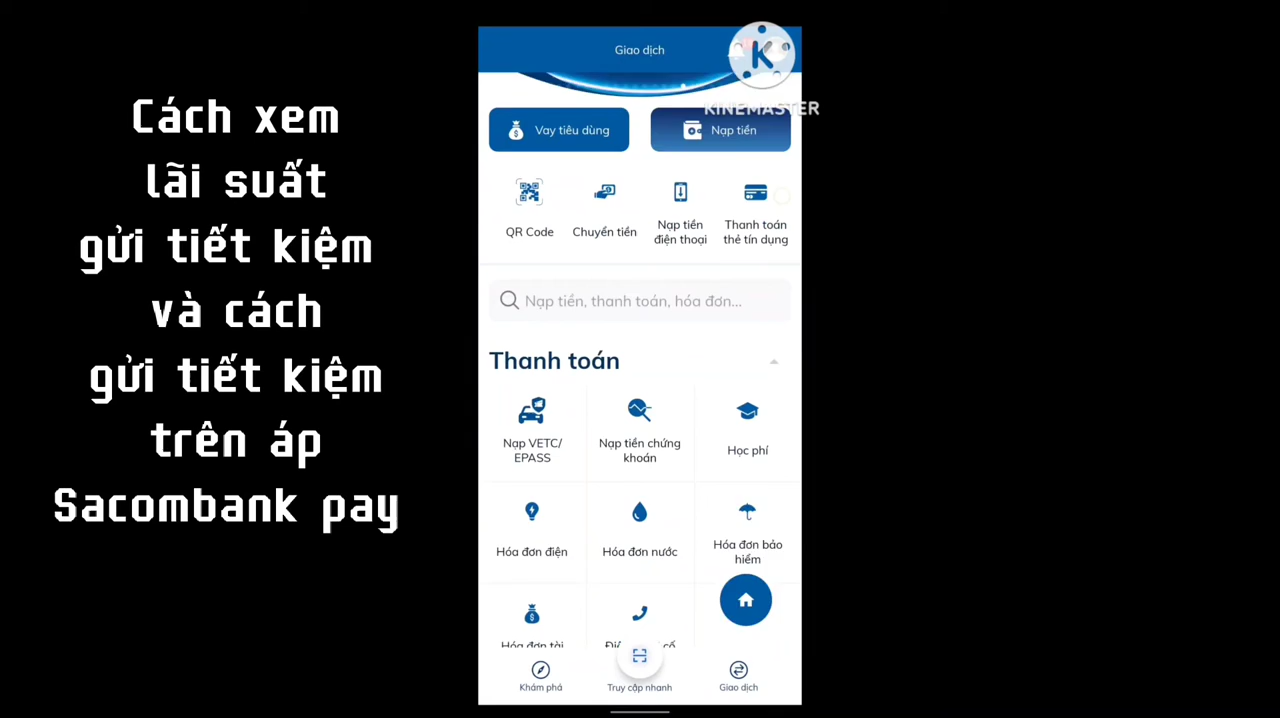 Cách xem
lãi suất
gửi tiết kiệm
và cách
gửi tiết kiệm
trên áp
Sacombank pay
Giao dịch
K
KINEMASTER
Vay tiêu dùng
Nạp tiền
QR Code
Chuyển tiền
Nạp tiền
điện thoại
Thanh toán
thẻ tín dụng
Nạp tiền, thanh toán, hóa đơn...
Thanh toán
Nạp VETC/
EPASS
Nạp tiền chứng
khoán
Học phí
Hóa đơn điện
Hóa đơn nước
Hóa đơn bảo
hiểm
Hóa đơn tài
Khám phá
Truy cập nhanh
Giao dịch